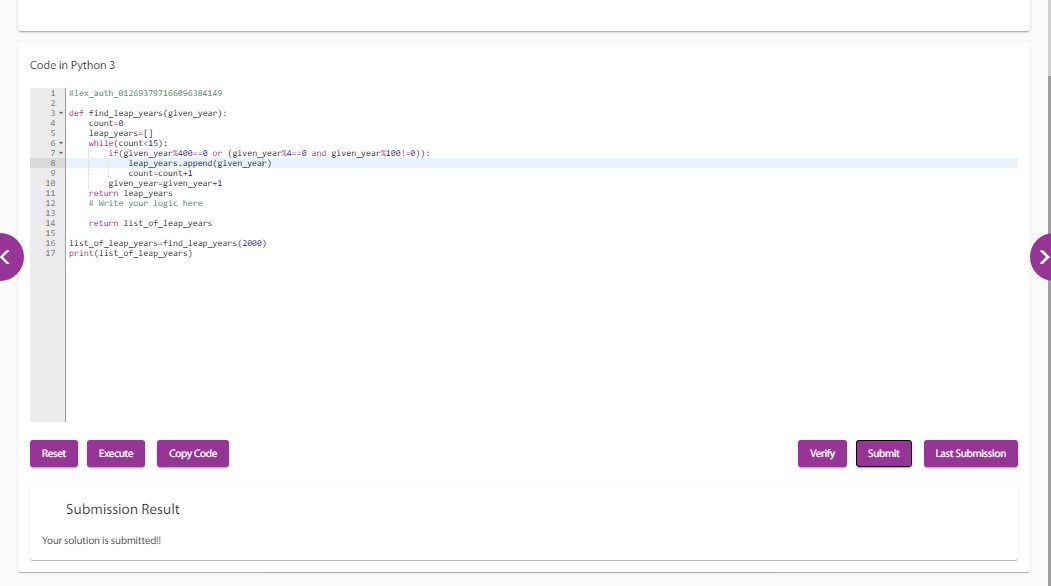 Code in Python 3
1 #lex_auth_012693797166096384149
2
3 def find_leap_years(given_year):
4     count=0
5     leap_years=[]
6     while(count<15):
7         if(given_year%400==0 or (given_year%4==0 and given_year%100!=0)):
8             leap_years.append(given_year)
9             count=count+1
10         given_year=given_year+1
11     return leap_years
12     # Write your logic here
13
14     return list_of_leap_years
15
16 list_of_leap_years=find_leap_years(2000)
17 print(list_of_leap_years)
Reset Execute Copy Code Verify Submit Last Submission
Submission Result
Your solution is submitted!!